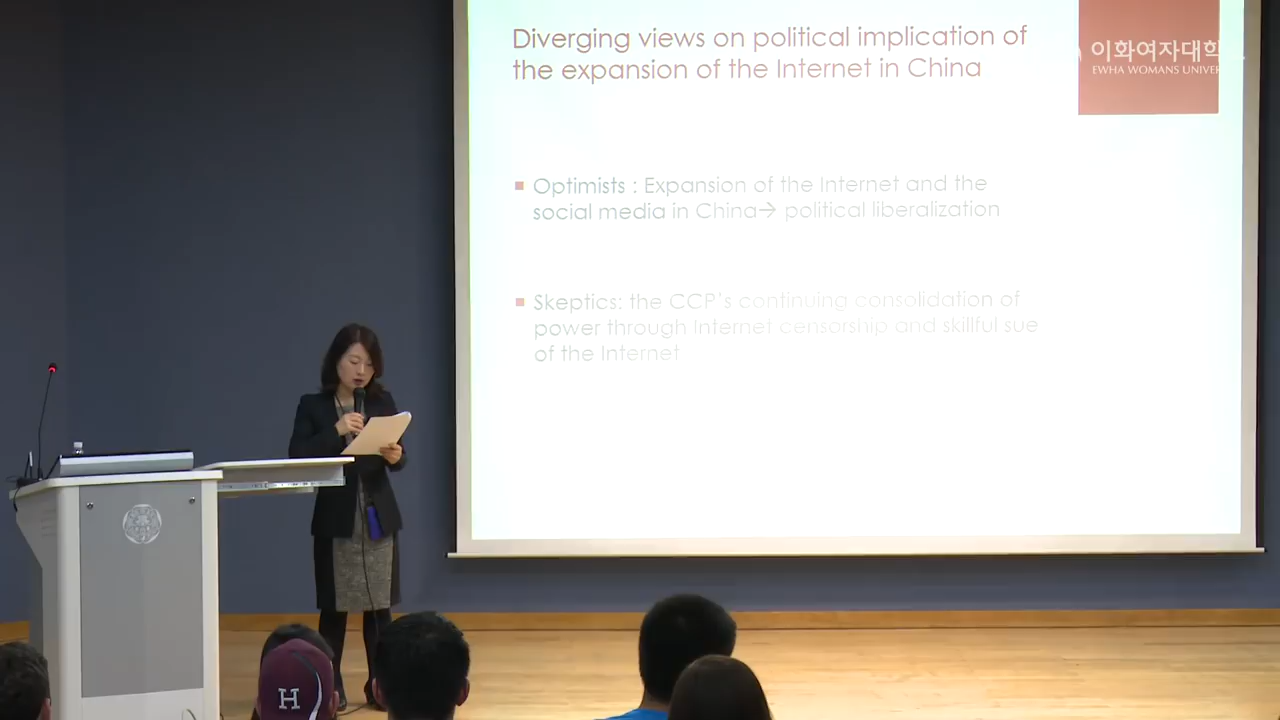 Diverging views on political implication of
the expansion of the Internet in China
이화여자대학
EWHA WOMANS UNIVER
Optimists : Expansion of the Internet and the
social media in China→ political liberalization
Skeptics: the CCP's continuing consolidation of
power through Internet censorship and skillful sue
of the Internet
H